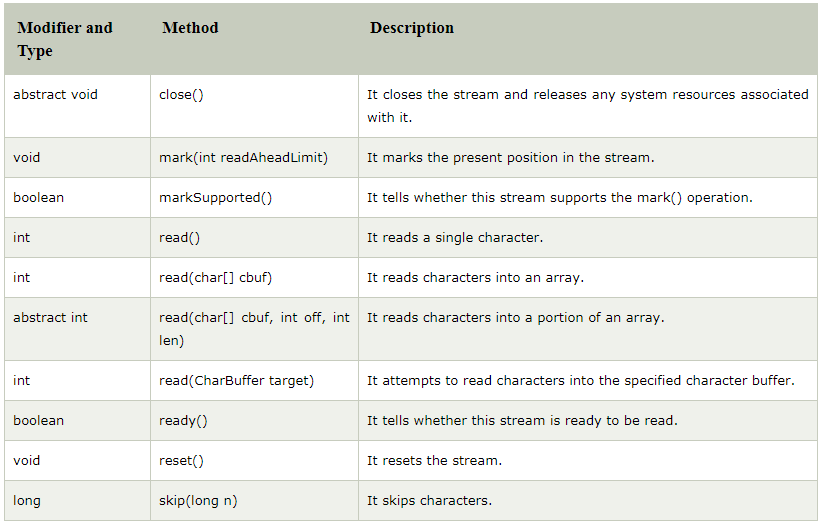 Modifier and Type Method Description
abstract void close() It closes the stream and releases any system resources associated with it.
void mark(int readAheadLimit) It marks the present position in the stream.
boolean markSupported() It tells whether this stream supports the mark() operation.
int read() It reads a single character.
int read(char[] cbuf) It reads characters into an array.
abstract int read(char[] cbuf, int off, int len) It reads characters into a portion of an array.
int read(CharBuffer target) It attempts to read characters into the specified character buffer.
boolean ready() It tells whether this stream is ready to be read.
void reset() It resets the stream.
long skip(long n) It skips characters.